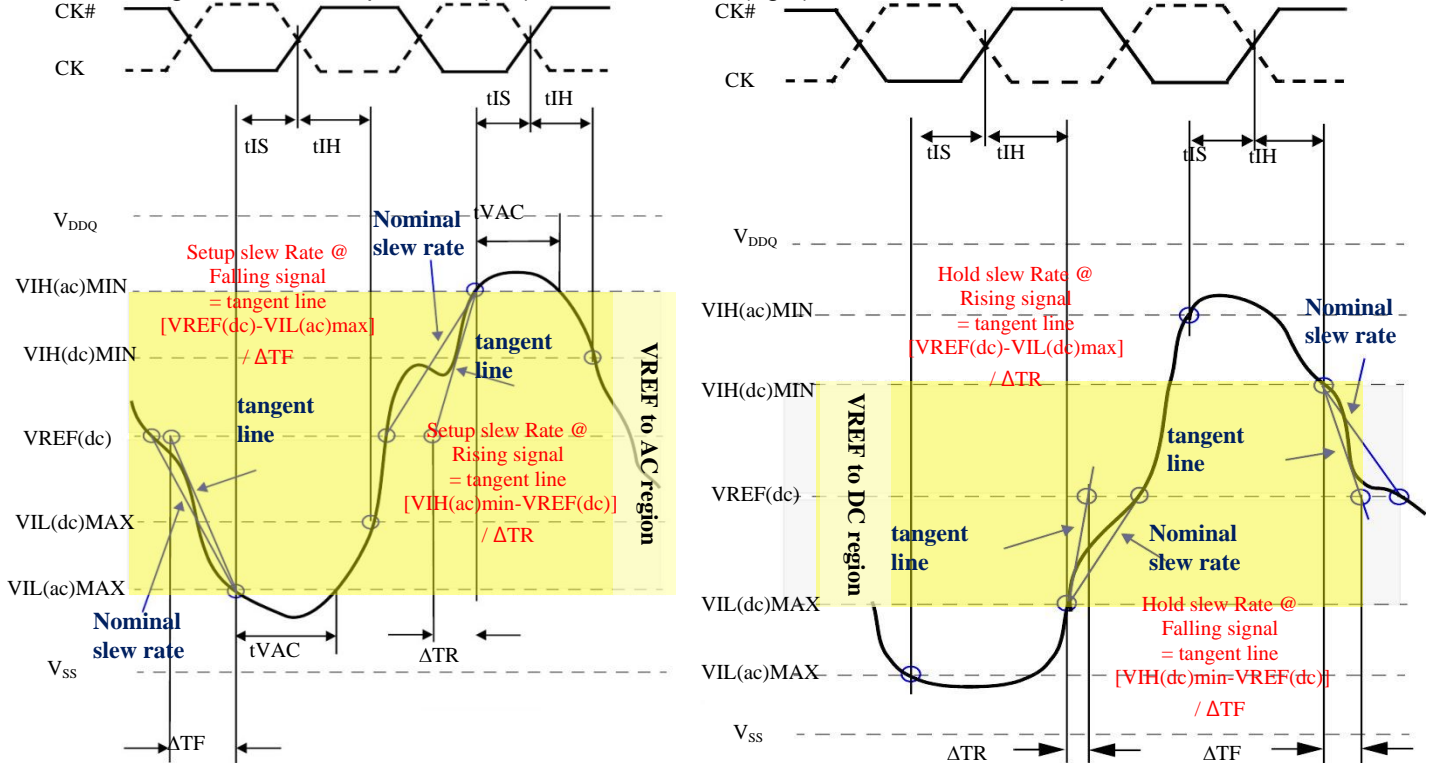 CK#
CK
tIS
tIH
tIS
tIH
VDDQ
Nominal
slew rate
tVAC
Setup slew Rate @
Falling signal
= tangent line
[VREF(dc)-VIL(ac)max]
/ ΔTF
VIH(ac)MIN
VIH(dc)MIN
tangent
line
VREF to AC region
tangent
line
VREF(dc)
Setup slew Rate @
Rising signal
= tangent line
[VIH(ac)min-VREF(dc)]
/ ΔTR
VIL(dc)MAX
VIL(ac)MAX
Nominal
slew rate
tVAC
ΔTR
VSS
ΔTF
CK#
CK
tIS
tIH
tIS
tIH
VDDQ
Hold slew Rate @
Rising signal
= tangent line
[VREF(dc)-VIL(dc)max]
/ ΔTR
VIH(ac)MIN
Nominal
slew rate
VIH(dc)MIN
tangent
line
VREF to DC region
VREF(dc)
tangent
line
Nominal
slew rate
VIL(dc)MAX
Hold slew Rate @
Falling signal
= tangent line
[VIH(dc)min-VREF(dc)]
/ ΔTF
VIL(ac)MAX
VSS
ΔTR
ΔTF